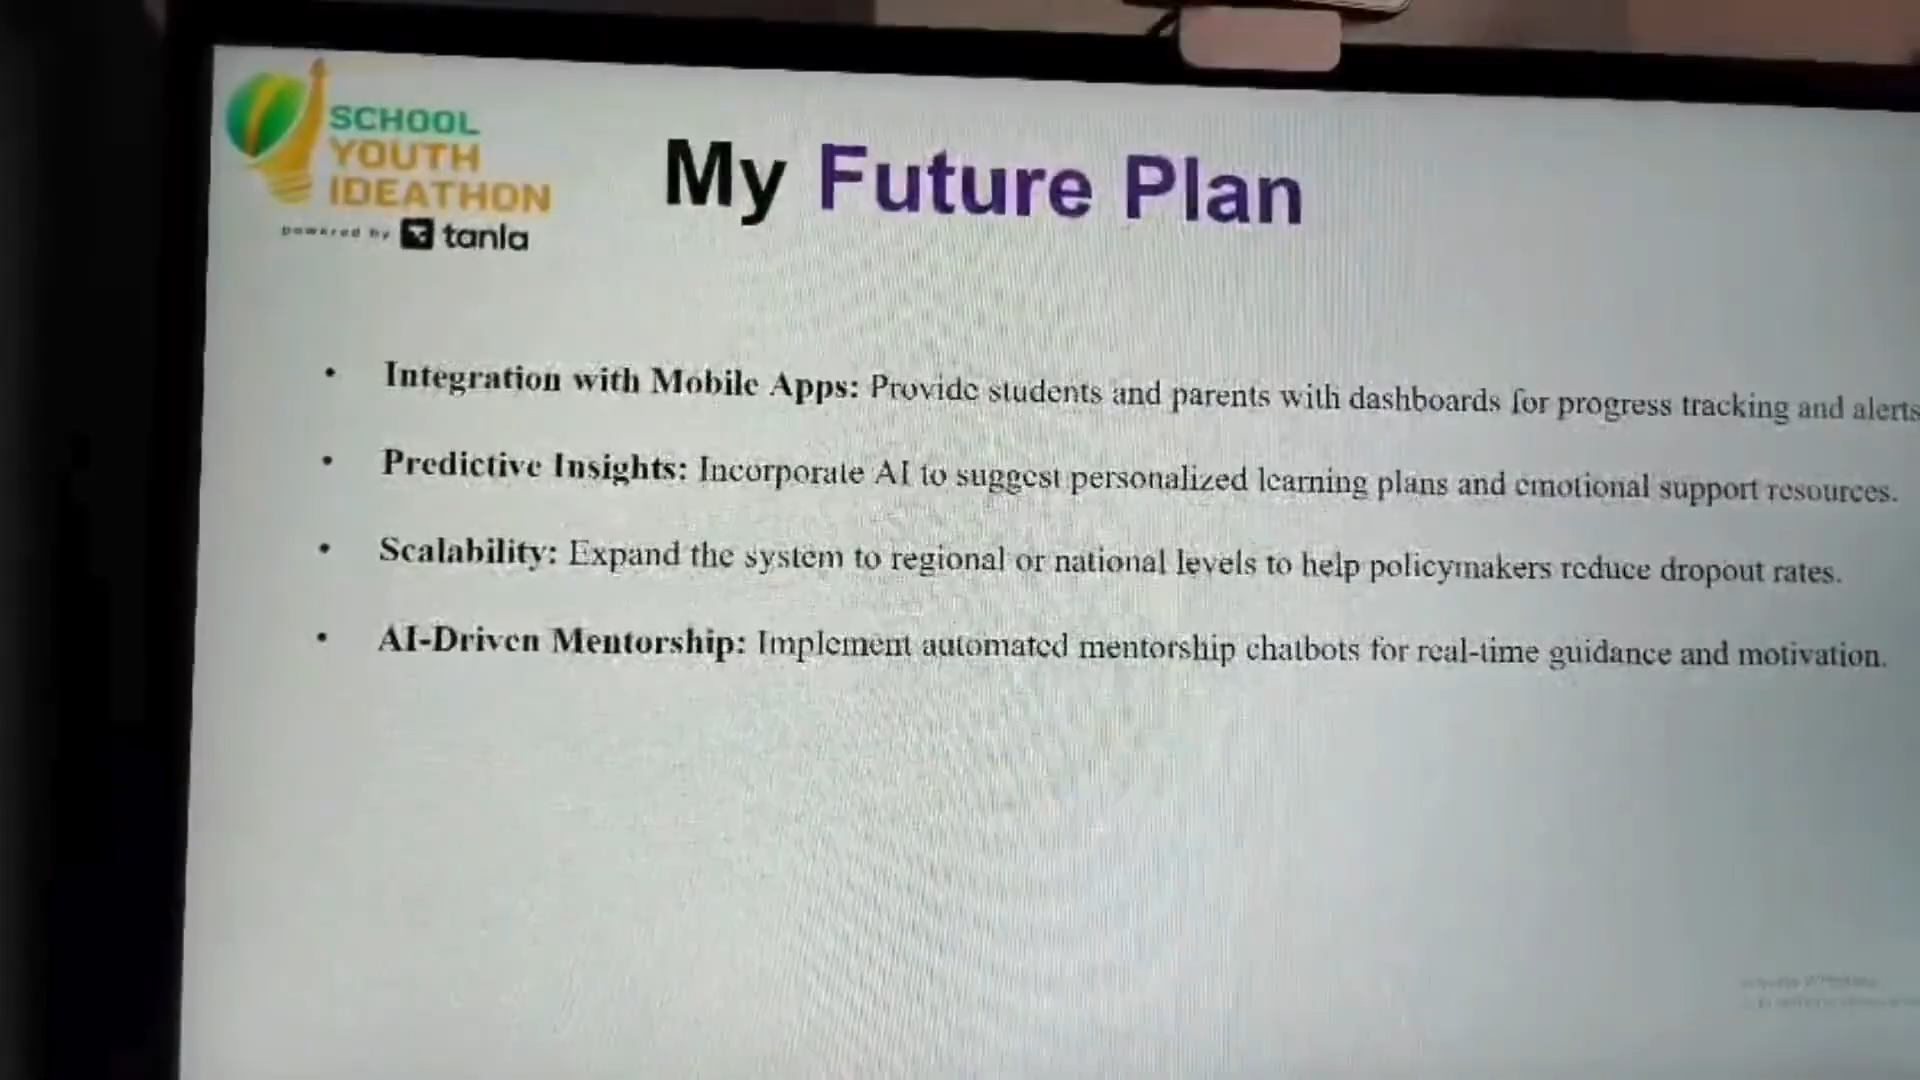 SCHOOL
YOUTH
IDEATHON
powered by tanla
My Future Plan
• Integration with Mobile Apps: Provide students and parents with dashboards for progress tracking and alerts
• Predictive Insights: Incorporate AI to suggest personalized learning plans and emotional support resources.
• Scalability: Expand the system to regional or national levels to help policymakers reduce dropout rates.
• AI-Driven Mentorship: Implement automated mentorship chatbots for real-time guidance and motivation.